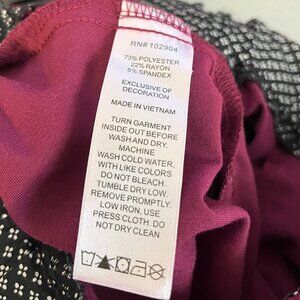 RN# 102904
73% POLYESTER
22% RAYON
5% SPANDEX
EXCLUSIVE OF
DECORATION
MADE IN VIETNAM
TURN GARMENT
INSIDE OUT BEFORE
WASH AND DRY.
MACHINE
WASH COLD WATER,
WITH LIKE COLORS
DO NOT BLEACH.
TUMBLE DRY LOW.
REMOVE PROMPTLY.
LOW IRON. USE
PRESS CLOTH. DO
NOT DRY CLEAN